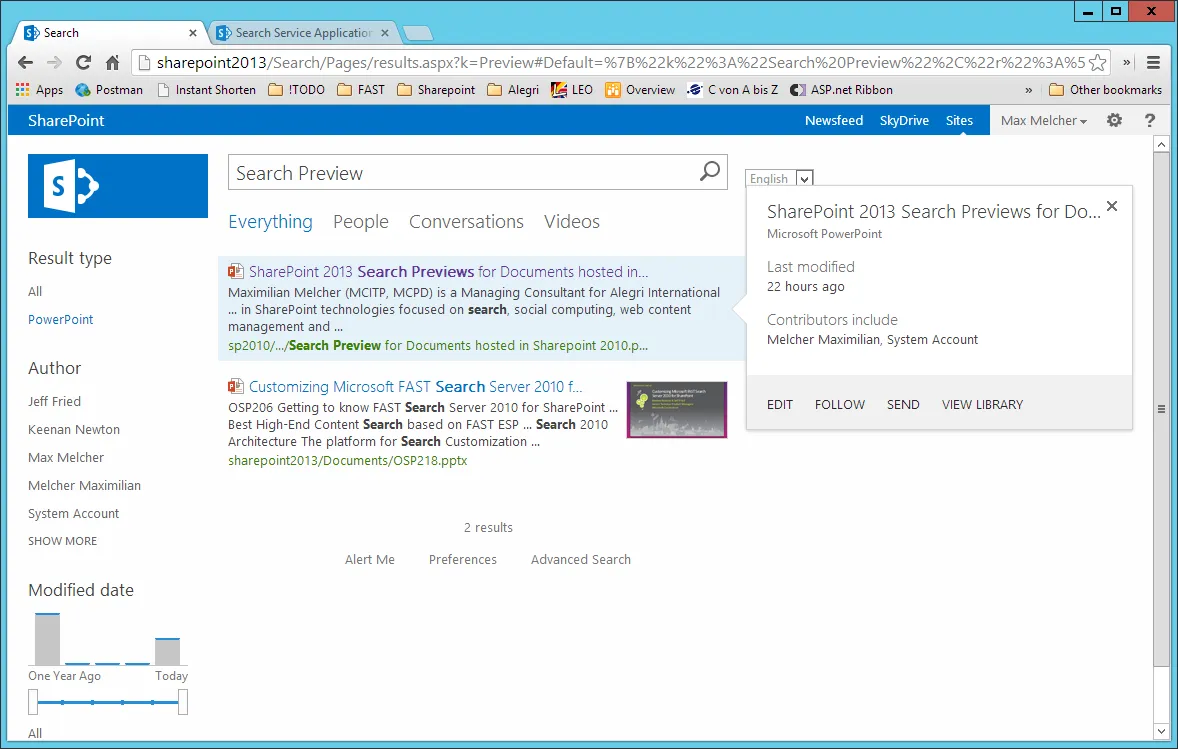 Search
Search Service Application
sharepoint2013/Search/Pages/results.aspx?k=Preview#Default=%7B%22k%22%3A%22Search%20Preview%22%2C%22r%22%3A%5
Apps Postman Instant Shorten !TODO FAST Sharepoint Alegri LEO Overview C von A bis Z ASP.net Ribbon » Other bookmarks
SharePoint
Newsfeed SkyDrive Sites Max Melcher ?
S
Search Preview
English
Everything People Conversations Videos
Result type
All
PowerPoint
Author
Jeff Fried
Keenan Newton
Max Melcher
Melcher Maximilian
System Account
SHOW MORE
Modified date
One Year Ago Today
All
SharePoint 2013 Search Previews for Documents hosted in...
Maximilian Melcher (MCITP, MCPD) is a Managing Consultant for Alegri International
... in SharePoint technologies focused on search, social computing, web content
management and ...
sp2010/.../Search Preview for Documents hosted in Sharepoint 2010.p...
Customizing Microsoft FAST Search Server 2010 f...
OSP206 Getting to know FAST Search Server 2010 for SharePoint ...
Best High-End Content Search based on FAST ESP ... Search 2010
Architecture The platform for Search Customization ...
sharepoint2013/Documents/OSP218.pptx
2 results
Alert Me Preferences Advanced Search
SharePoint 2013 Search Previews for Do...
Microsoft PowerPoint
Last modified
22 hours ago
Contributors include
Melcher Maximilian, System Account
EDIT FOLLOW SEND VIEW LIBRARY